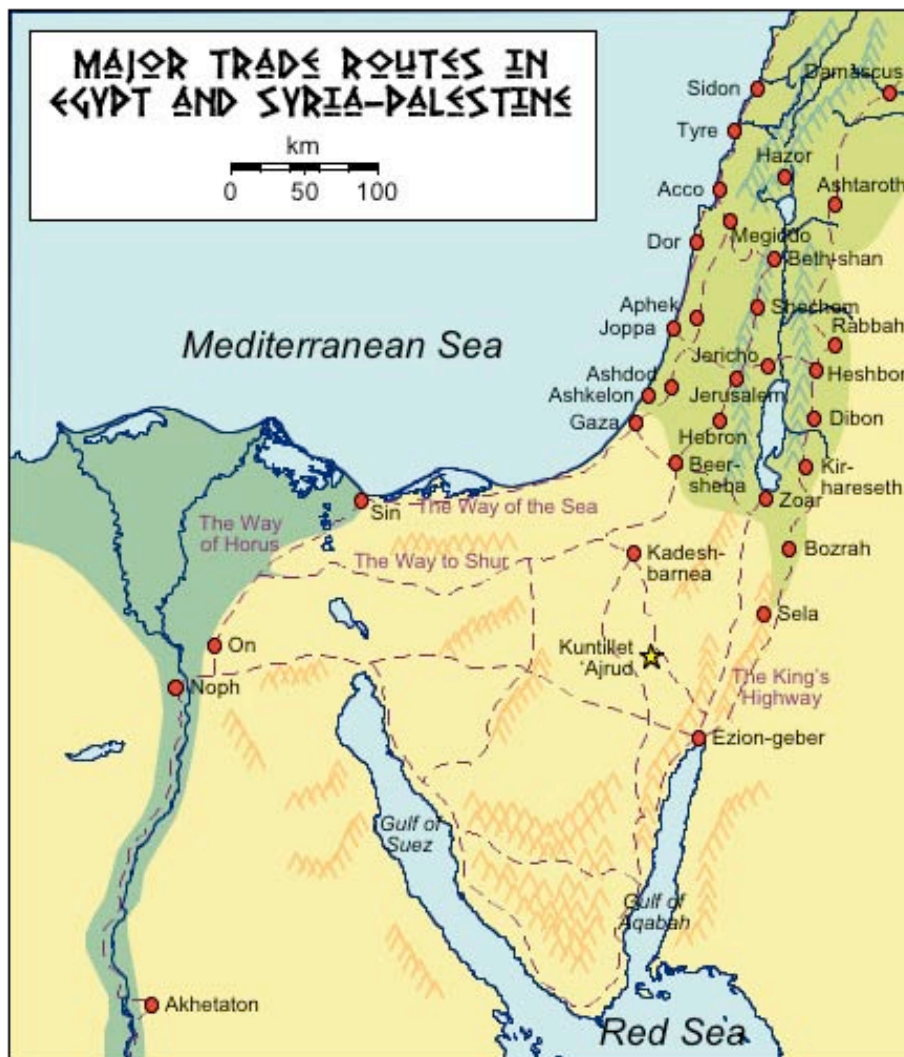 MAJOR TRADE ROUTES IN
EGYPT AND SYRIA-PALESTINE
km
0 50 100
Damascus
Sidon
Tyre
Hazor
Acco
Ashtaroth
Megiddo
Dor
Beth-shan
Aphek
Shechem
Joppa
Rabbah
Mediterranean Sea
Jericho
Ashdod
Heshbon
Ashkelon
Jerusalem
Gaza
Dibon
Hebron
Beer-
sheba
Kir-
hareseth
Zoar
Sin
The Way of the Sea
The Way
of Horus
The Way to Shur
Kadesh-
barnea
Bozrah
Sela
On
Kuntillet
'Ajrud
Noph
The King's
Highway
Ezion-geber
Gulf of
Suez
Gulf of
Aqabah
Akhetaton
Red Sea